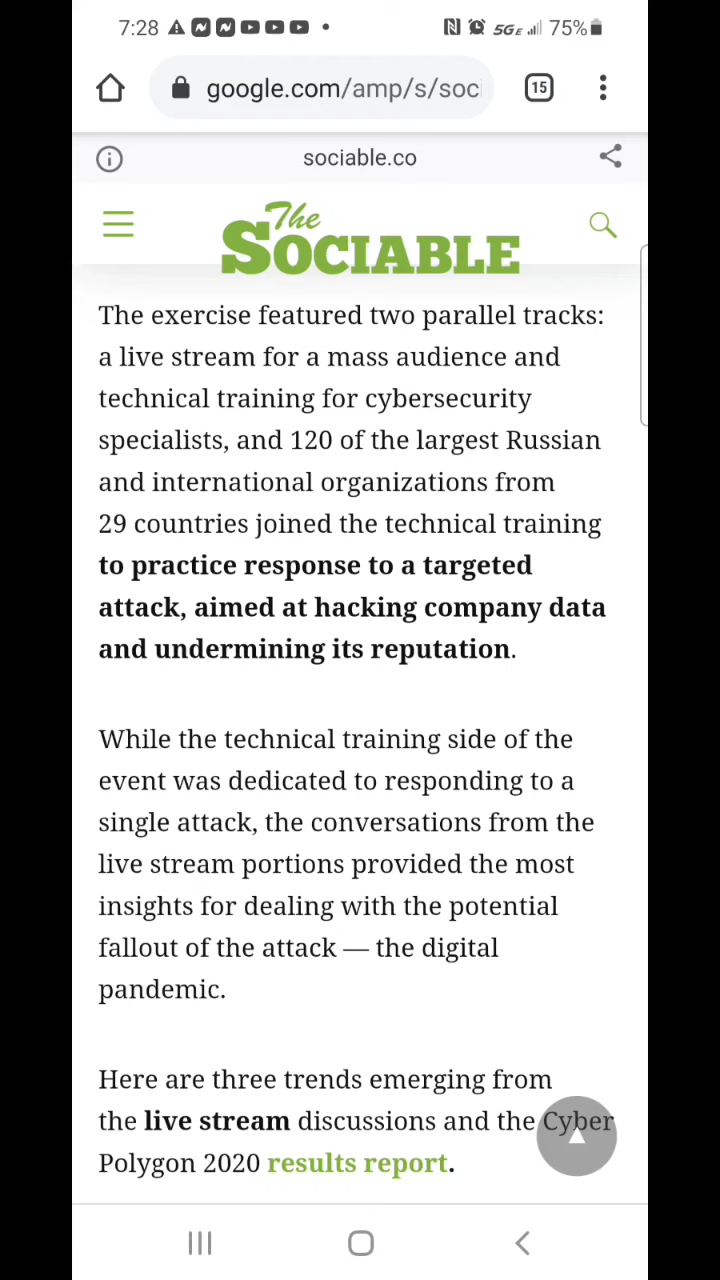 7:28
5GE 75%
google.com/amp/s/soci
15
sociable.co
The
SOCIABLE
The exercise featured two parallel tracks:
a live stream for a mass audience and
technical training for cybersecurity
specialists, and 120 of the largest Russian
and international organizations from
29 countries joined the technical training
to practice response to a targeted
attack, aimed at hacking company data
and undermining its reputation.
While the technical training side of the
event was dedicated to responding to a
single attack, the conversations from the
live stream portions provided the most
insights for dealing with the potential
fallout of the attack — the digital
pandemic.
Here are three trends emerging from
the live stream discussions and the Cyber
Polygon 2020 results report.